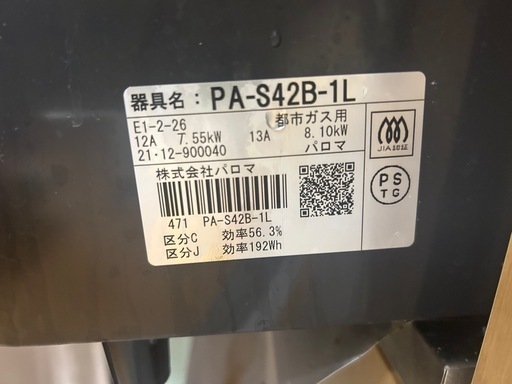 器具名: PA-S42B-1L
E1-2-26 都市ガス用
12A 7.55kW 13A 8.10kW
21・12-900040 パロマ
株式会社パロマ
JIA認証
PS
TG
471 PA-S42B-1L
区分C 効率56.3%
区分J 効率192Wh